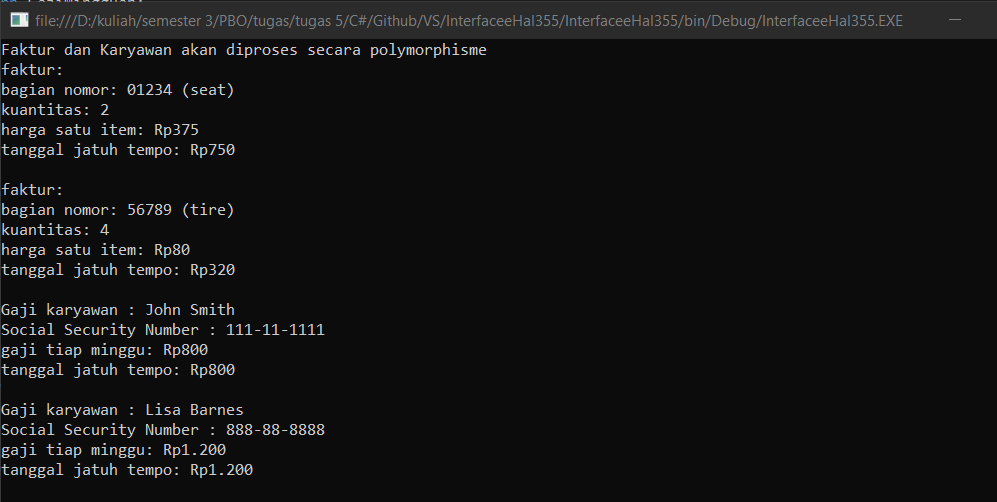 file:///D:/kuliah/semester 3/PBO/tugas/tugas 5/C#/Github/VS/InterfaceeHal355/InterfaceeHal355/bin/Debug/InterfaceeHal355.EXE
Faktur dan Karyawan akan diproses secara polymorphisme
faktur:
bagian nomor: 01234 (seat)
kuantitas: 2
harga satu item: Rp375
tanggal jatuh tempo: Rp750
faktur:
bagian nomor: 56789 (tire)
kuantitas: 4
harga satu item: Rp80
tanggal jatuh tempo: Rp320
Gaji karyawan : John Smith
Social Security Number : 111-11-1111
gaji tiap minggu: Rp800
tanggal jatuh tempo: Rp800
Gaji karyawan : Lisa Barnes
Social Security Number : 888-88-8888
gaji tiap minggu: Rp1.200
tanggal jatuh tempo: Rp1.200